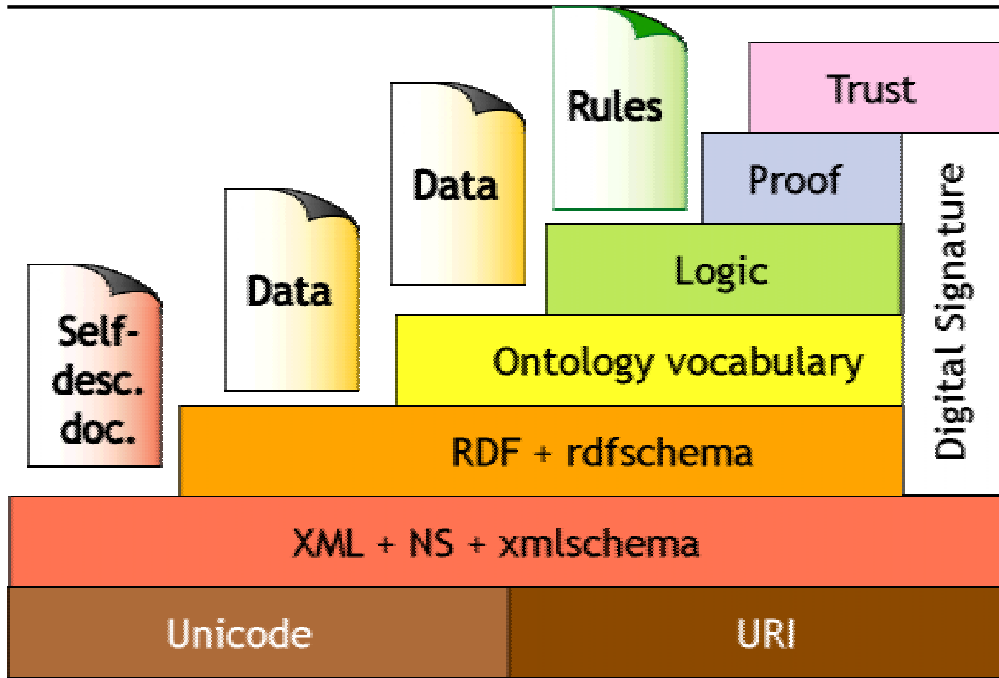 Rules
Trust
Data
Proof
Data
Logic
Self-
desc.
doc.
Ontology vocabulary
Digital Signature
RDF + rdfschema
XML + NS + xmlschema
Unicode
URI